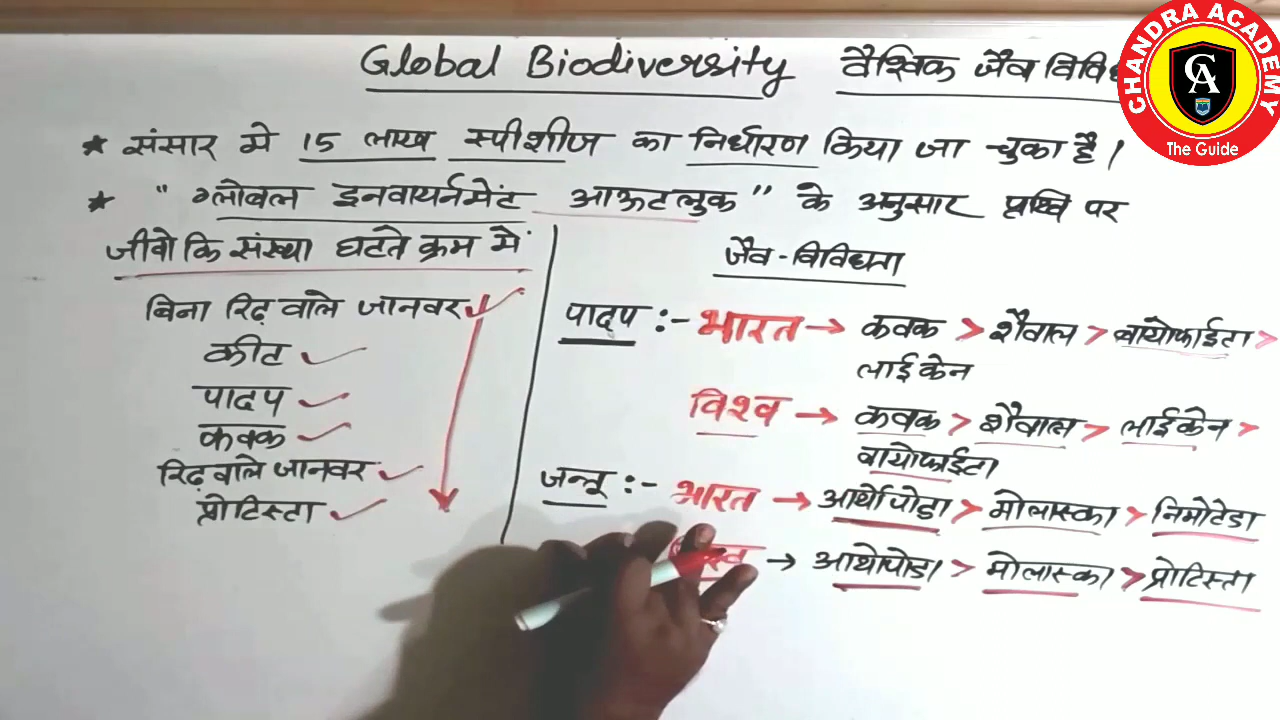 Global Biodiversity वैश्विक जैव विवि
CHANDRA ACADEMY
CA
The Guide
★ संसार मे 15 लाख स्पीशीज का निर्धारण किया जा चुका है।
★ "ग्लोबल इनवायर्नमेंट आऊटलुक" के अनुसार पृथ्वि पर
जीवो कि संख्या घटते क्रम में
बिना रिढ़ वाले जानवर
कीट
पादप
कवक
रिढ़ वाले जानवर
प्रोटिस्टा
जैव-विविधता
पादप :- भारत → कवक > शैवाल > बायोफाईटा >
लाईकेन
विश्व → कवक > शैवाल > लाईकेन >
बायोफाईटा
जन्तू :- भारत → आर्थोपोडा > मोलास्का > निमोटेडा
→ आर्थोपोडा > मोलास्का > प्रोटिस्ता